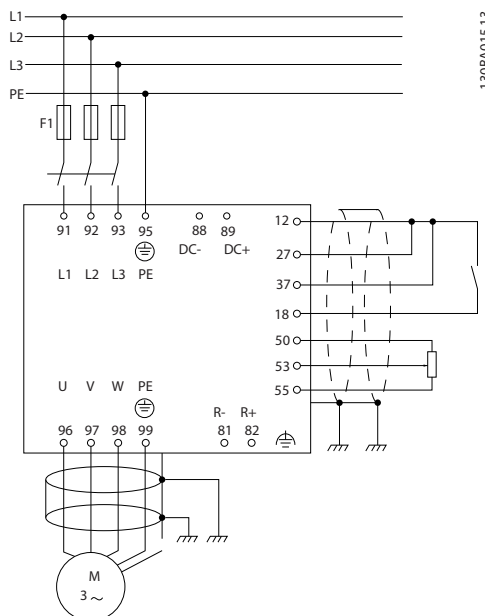 L1
L2
L3
PE
F1
130BA015.13
91 92 93 95 88 89 12
DC- DC+
27
L1 L2 L3 PE
37
18
50
53
U V W PE
55
R- R+
96 97 98 99 81 82
M
3 ~